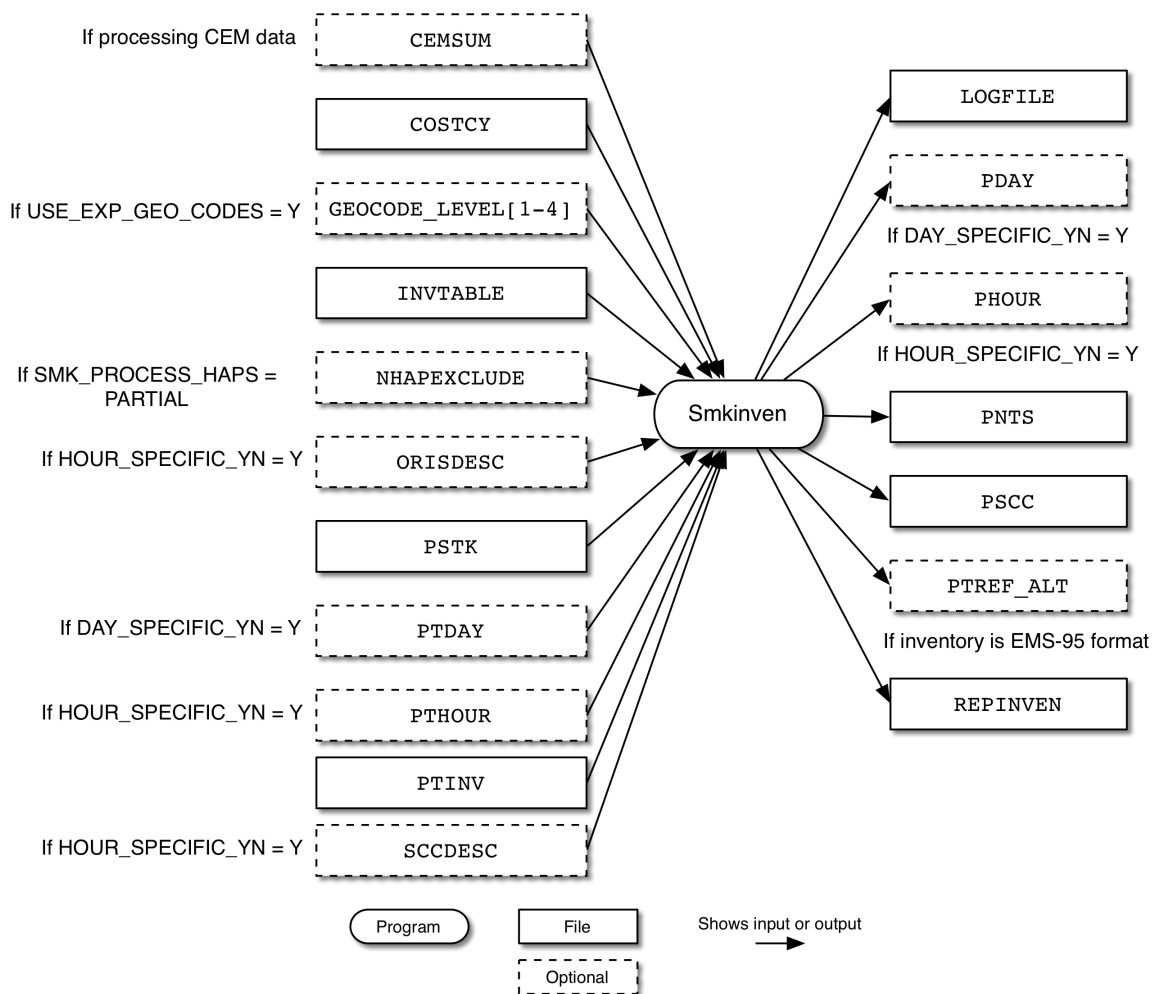 If processing CEM data
CEMSUM
COSTCY
If USE_EXP_GEO_CODES = Y
GEOCODE_LEVEL[1-4]
INVTABLE
If SMK_PROCESS_HAPS =
PARTIAL
NHAPEXCLUDE
If HOUR_SPECIFIC_YN = Y
ORISDESC
PSTK
If DAY_SPECIFIC_YN = Y
PTDAY
If HOUR_SPECIFIC_YN = Y
PTHOUR
PTINV
If HOUR_SPECIFIC_YN = Y
SCCDESC
Smkinven
LOGFILE
PDAY
If DAY_SPECIFIC_YN = Y
PHOUR
If HOUR_SPECIFIC_YN = Y
PNTS
PSCC
PTREF_ALT
If inventory is EMS-95 format
REPINVEN
Program
File
Optional
Shows input or output